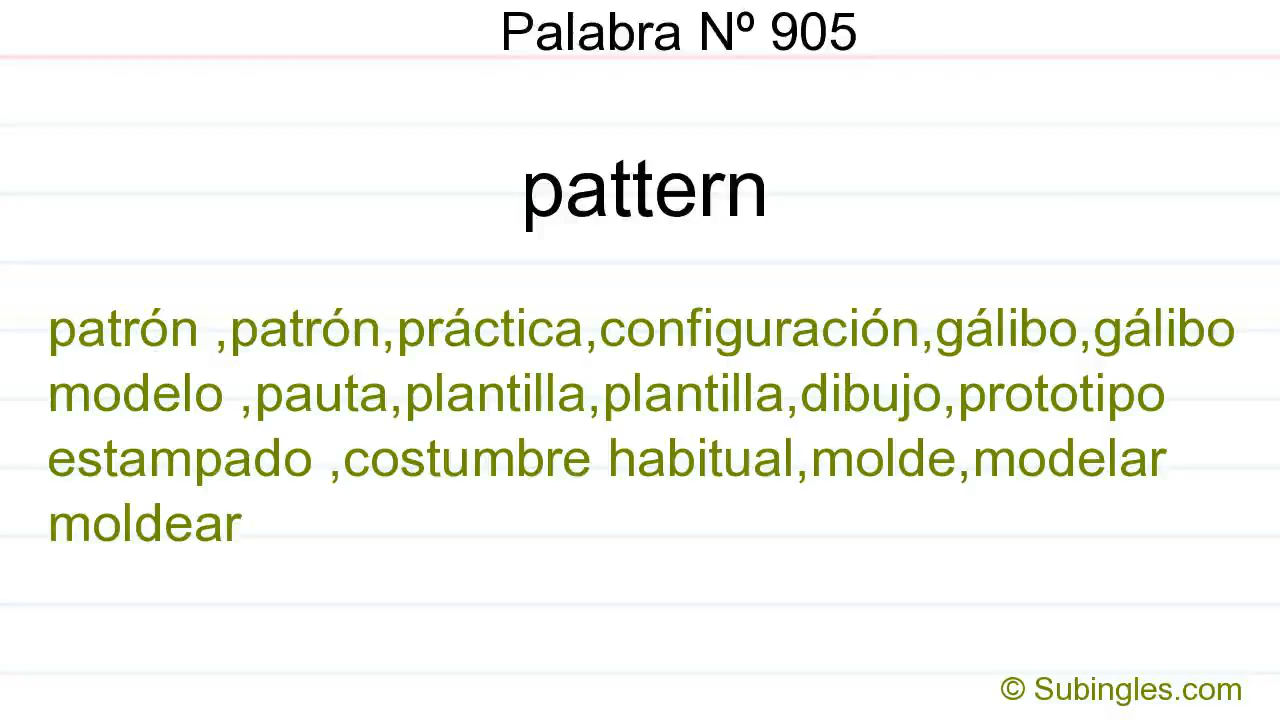 Palabra Nº 905
pattern
patrón ,patrón,práctica,configuración,gálibo,gálibo
modelo ,pauta,plantilla,plantilla,dibujo,prototipo
estampado ,costumbre habitual,molde,modelar
moldear
© Subingles.com